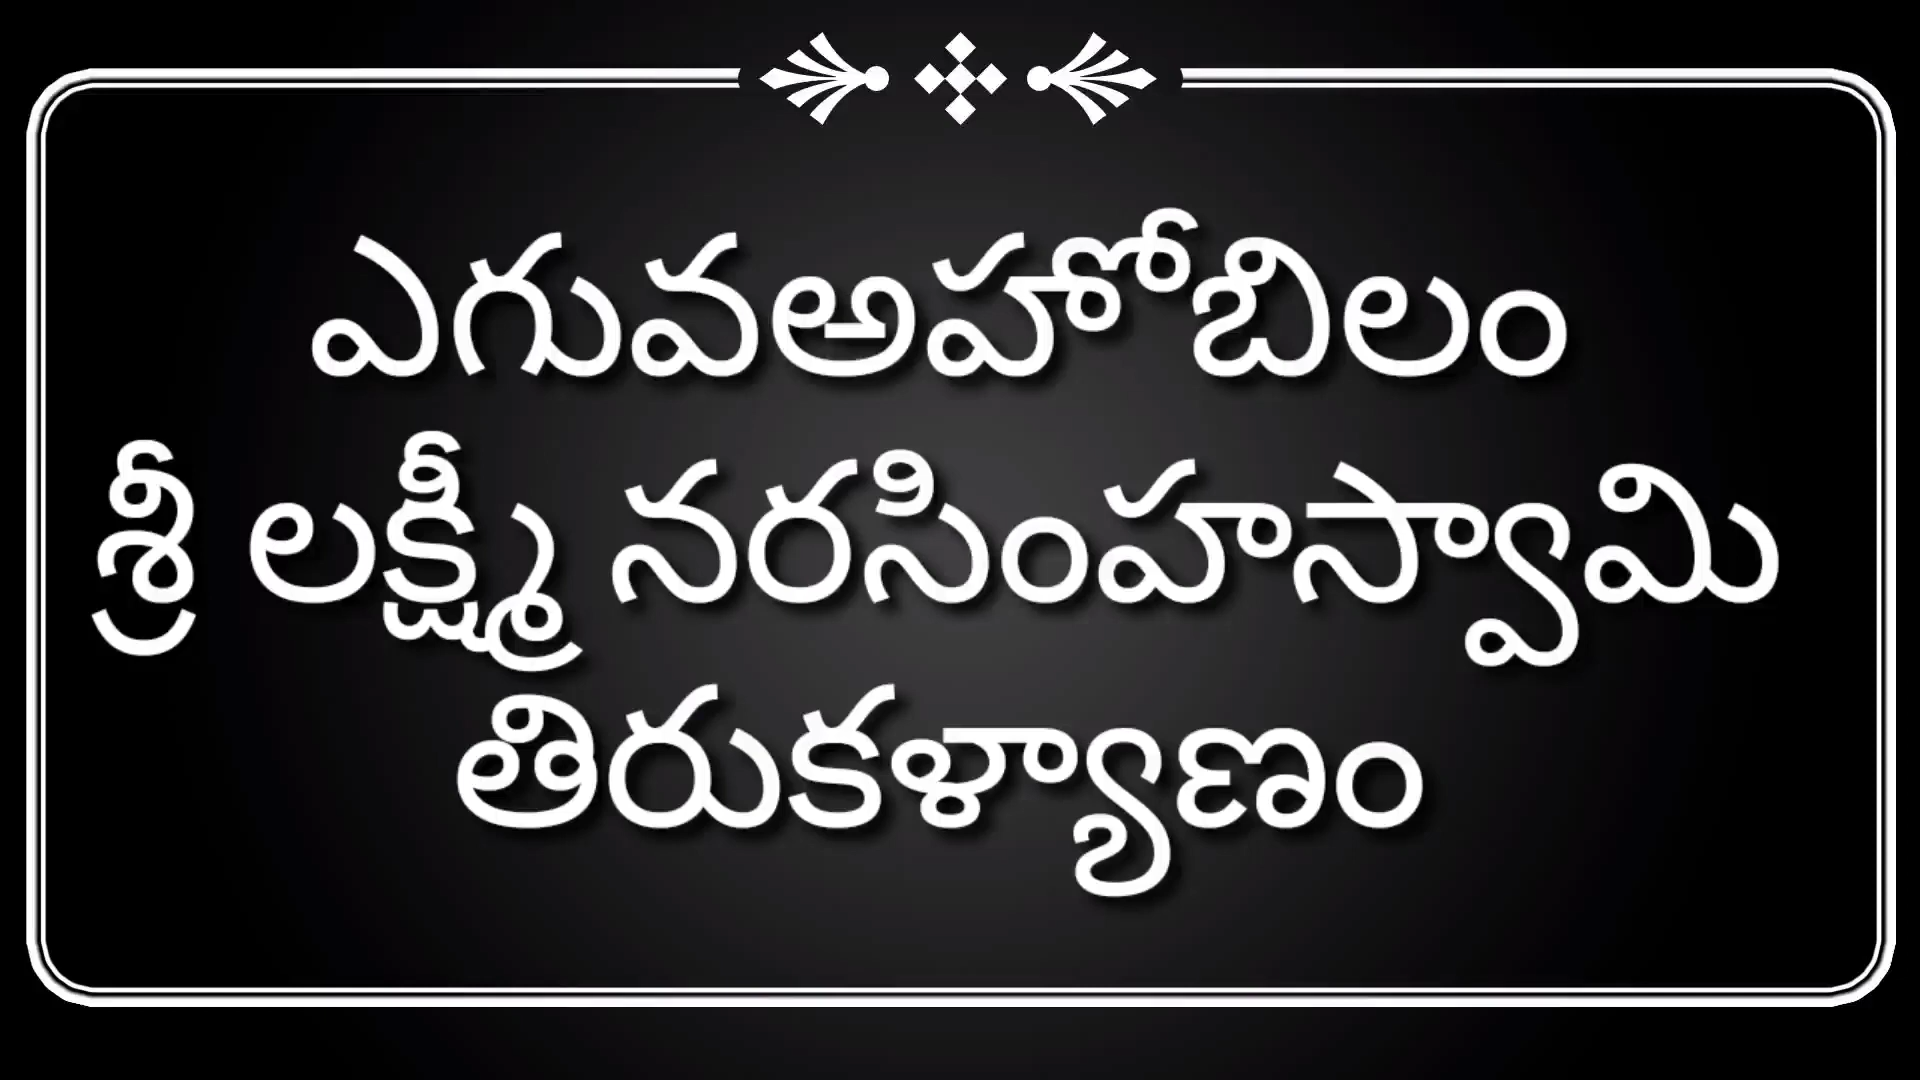 ఎగువఅహోబిలం
శ్రీ లక్ష్మీ నరసింహస్వామి
తిరుకళ్యాణం